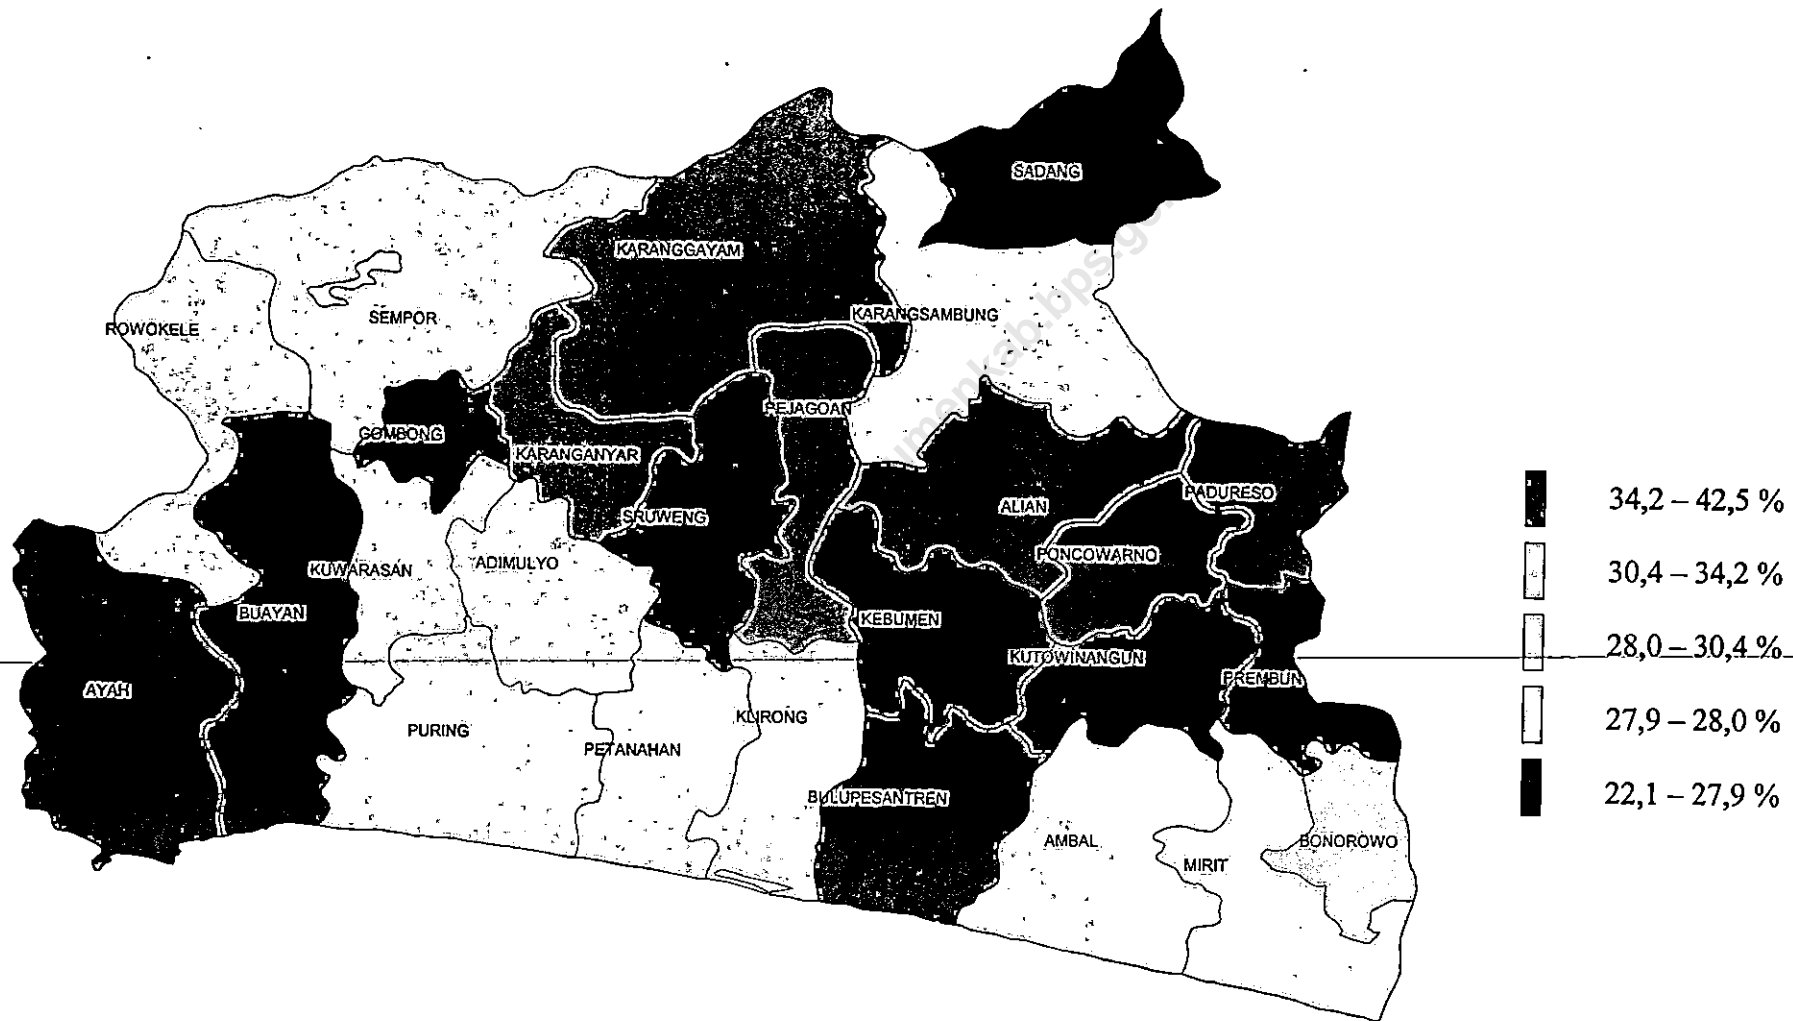 SADANG
KARANGGAYAM
KARANGSAMBUNG
SEMPOR
ROWOKELE
PEJAGOAN
GOMBONG
KARANGANYAR
PADURESO
ALIAN
SRUWENG
PONCOWARNO
ADIMULYO
KUWARASAN
BUAYAN
KEBUMEN
KUTOWINANGUN
PREMBUN
AYAH
KLIRONG
PURING
PETANAHAN
BULUPESANTREN
AMBAL
BONOROWO
MIRIT
34,2 – 42,5 %
30,4 – 34,2 %
28,0 – 30,4 %
27,9 – 28,0 %
22,1 – 27,9 %